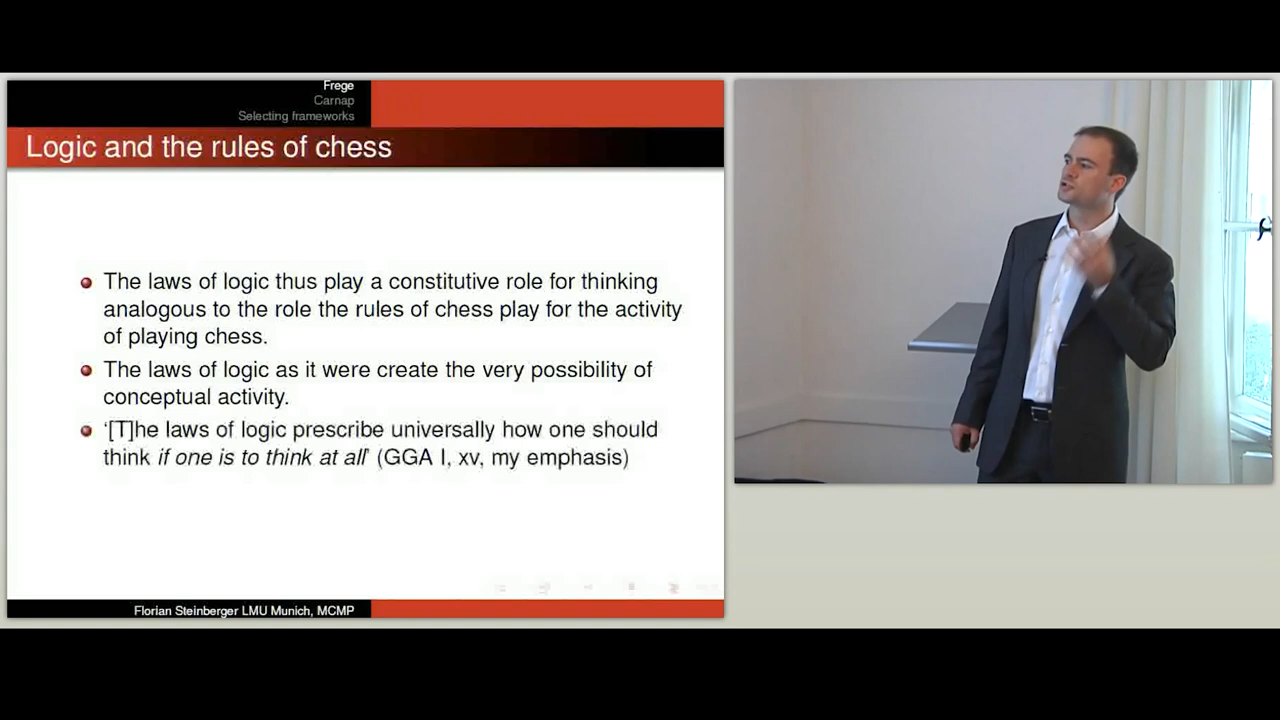 Frege
Carnap
Selecting frameworks
Logic and the rules of chess
The laws of logic thus play a constitutive role for thinking
analogous to the role the rules of chess play for the activity
of playing chess.
The laws of logic as it were create the very possibility of
conceptual activity.
‘[T]he laws of logic prescribe universally how one should
think if one is to think at all’ (GGA I, xv, my emphasis)
Florian Steinberger LMU Munich, MCMP